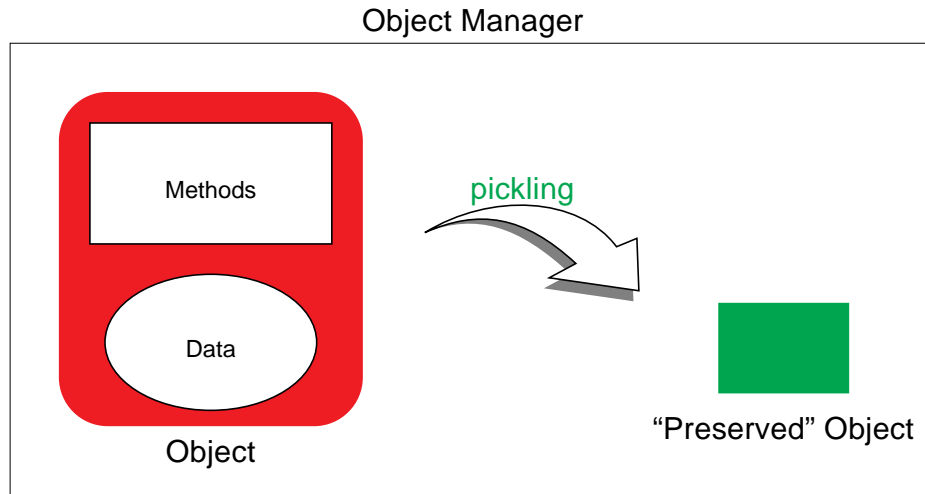 Object Manager
Methods
pickling
Data
“Preserved” Object
Object